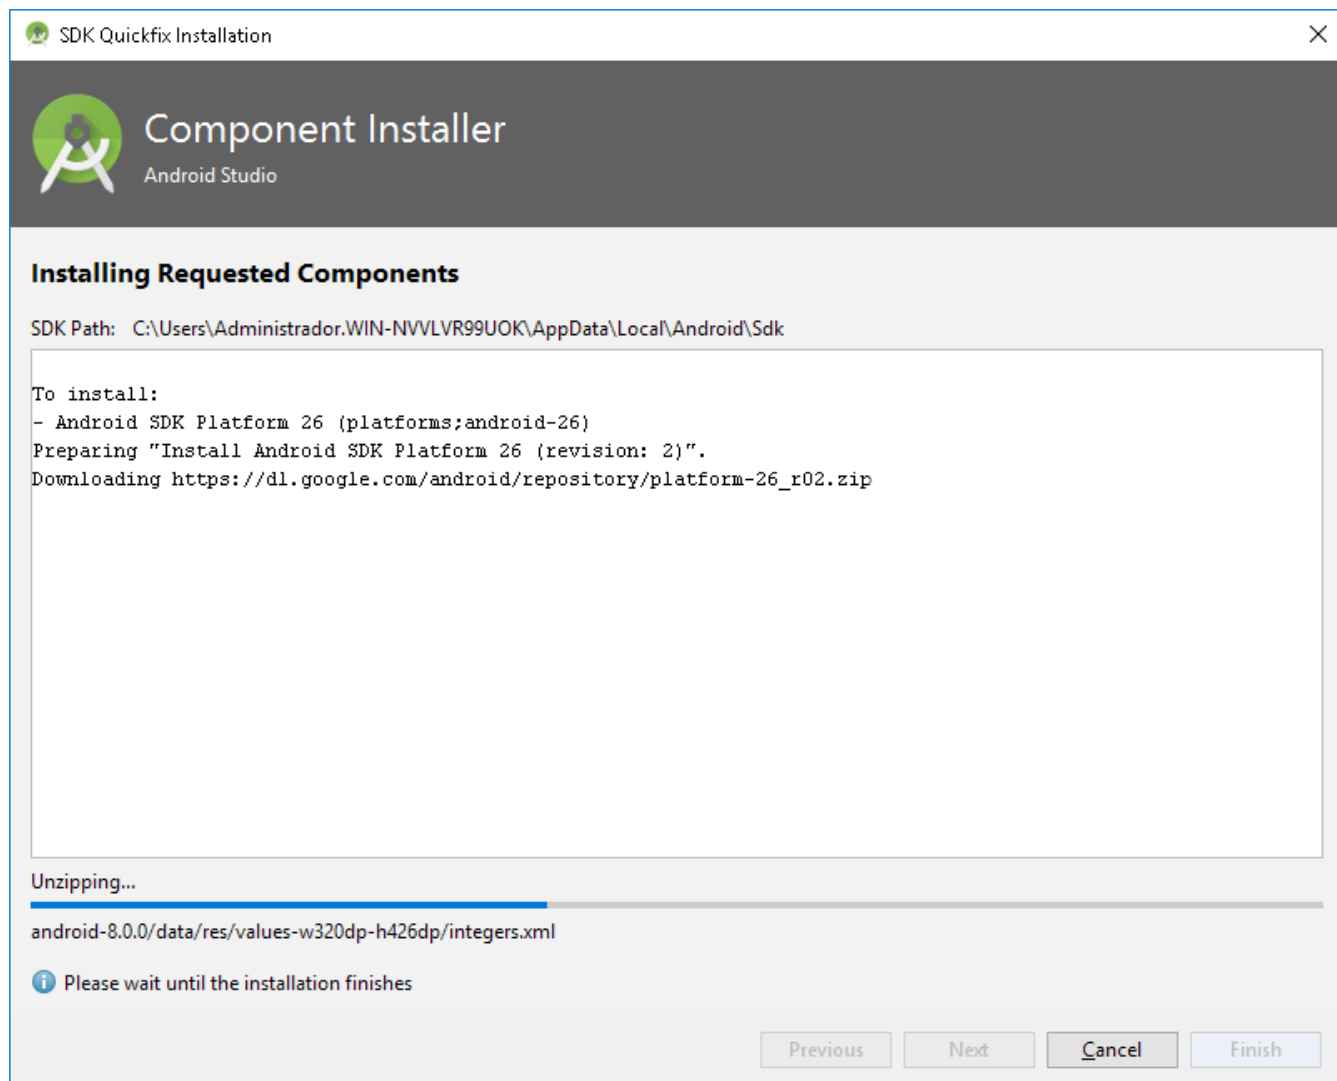 SDK Quickfix Installation
Component Installer
Android Studio
Installing Requested Components
SDK Path: C:\Users\Administrador.WIN-NVVLVR99UOK\AppData\Local\Android\Sdk
To install:
- Android SDK Platform 26 (platforms;android-26)
Preparing "Install Android SDK Platform 26 (revision: 2)".
Downloading https://dl.google.com/android/repository/platform-26_r02.zip
Unzipping...
android-8.0.0/data/res/values-w320dp-h426dp/integers.xml
Please wait until the installation finishes
Previous Next Cancel Finish